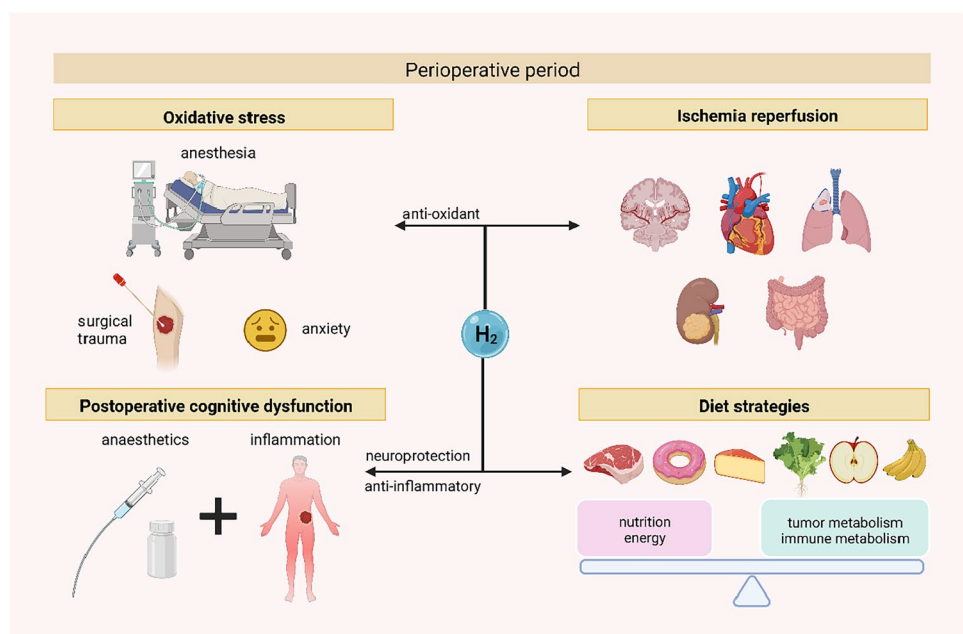 Perioperative period
Oxidative stress
anesthesia
surgical
trauma
anxiety
Ischemia reperfusion
anti-oxidant
H₂
Postoperative cognitive dysfunction
anaesthetics
inflammation
neuroprotection
anti-inflammatory
Diet strategies
nutrition
energy
tumor metabolism
immune metabolism